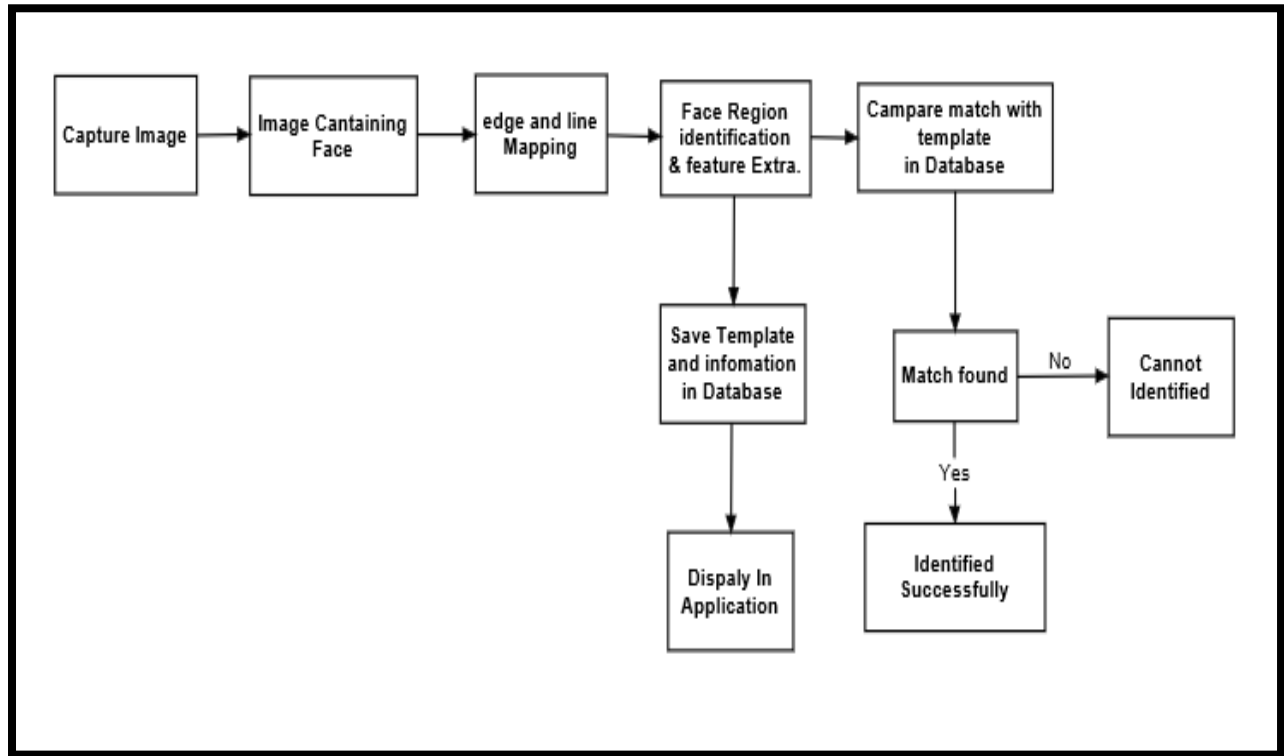 Capture Image
Image Cantaining
Face
edge and line
Mapping
Face Region
identification
& feature Extra.
Campare match with
template
in Database
Save Template
and infomation
in Database
Match found
No
Cannot
Identified
Yes
Dispaly In
Application
Identified
Successfully